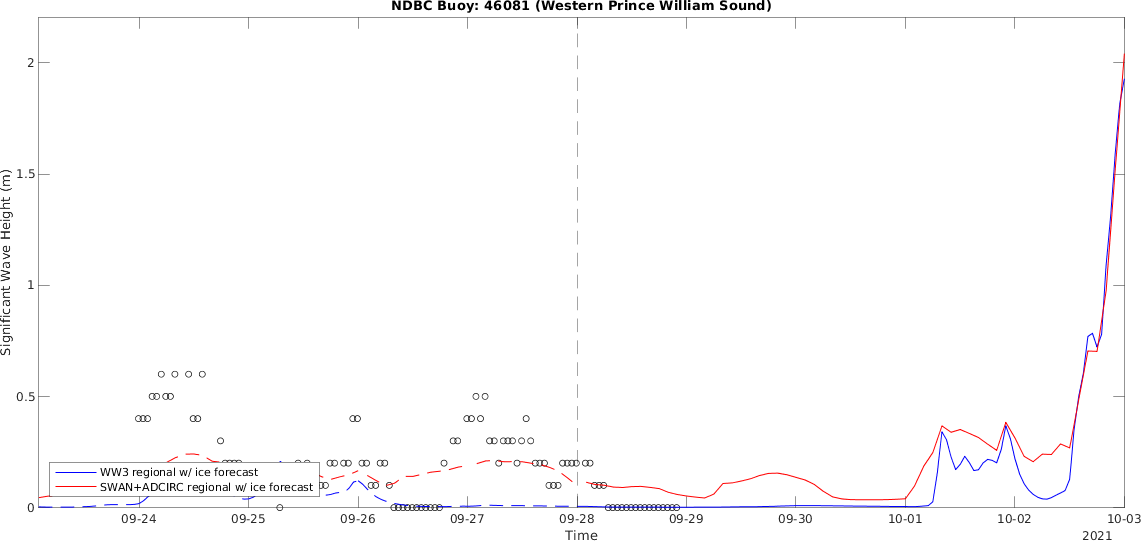 NDBC Buoy: 46081 (Western Prince William Sound)
Significant Wave Height (m)
2
1.5
1
0.5
0
WW3 regional w/ ice forecast
SWAN+ADCIRC regional w/ ice forecast
09-24 09-25 09-26 09-27 09-28 09-29 09-30 10-01 10-02 10-03
Time
2021